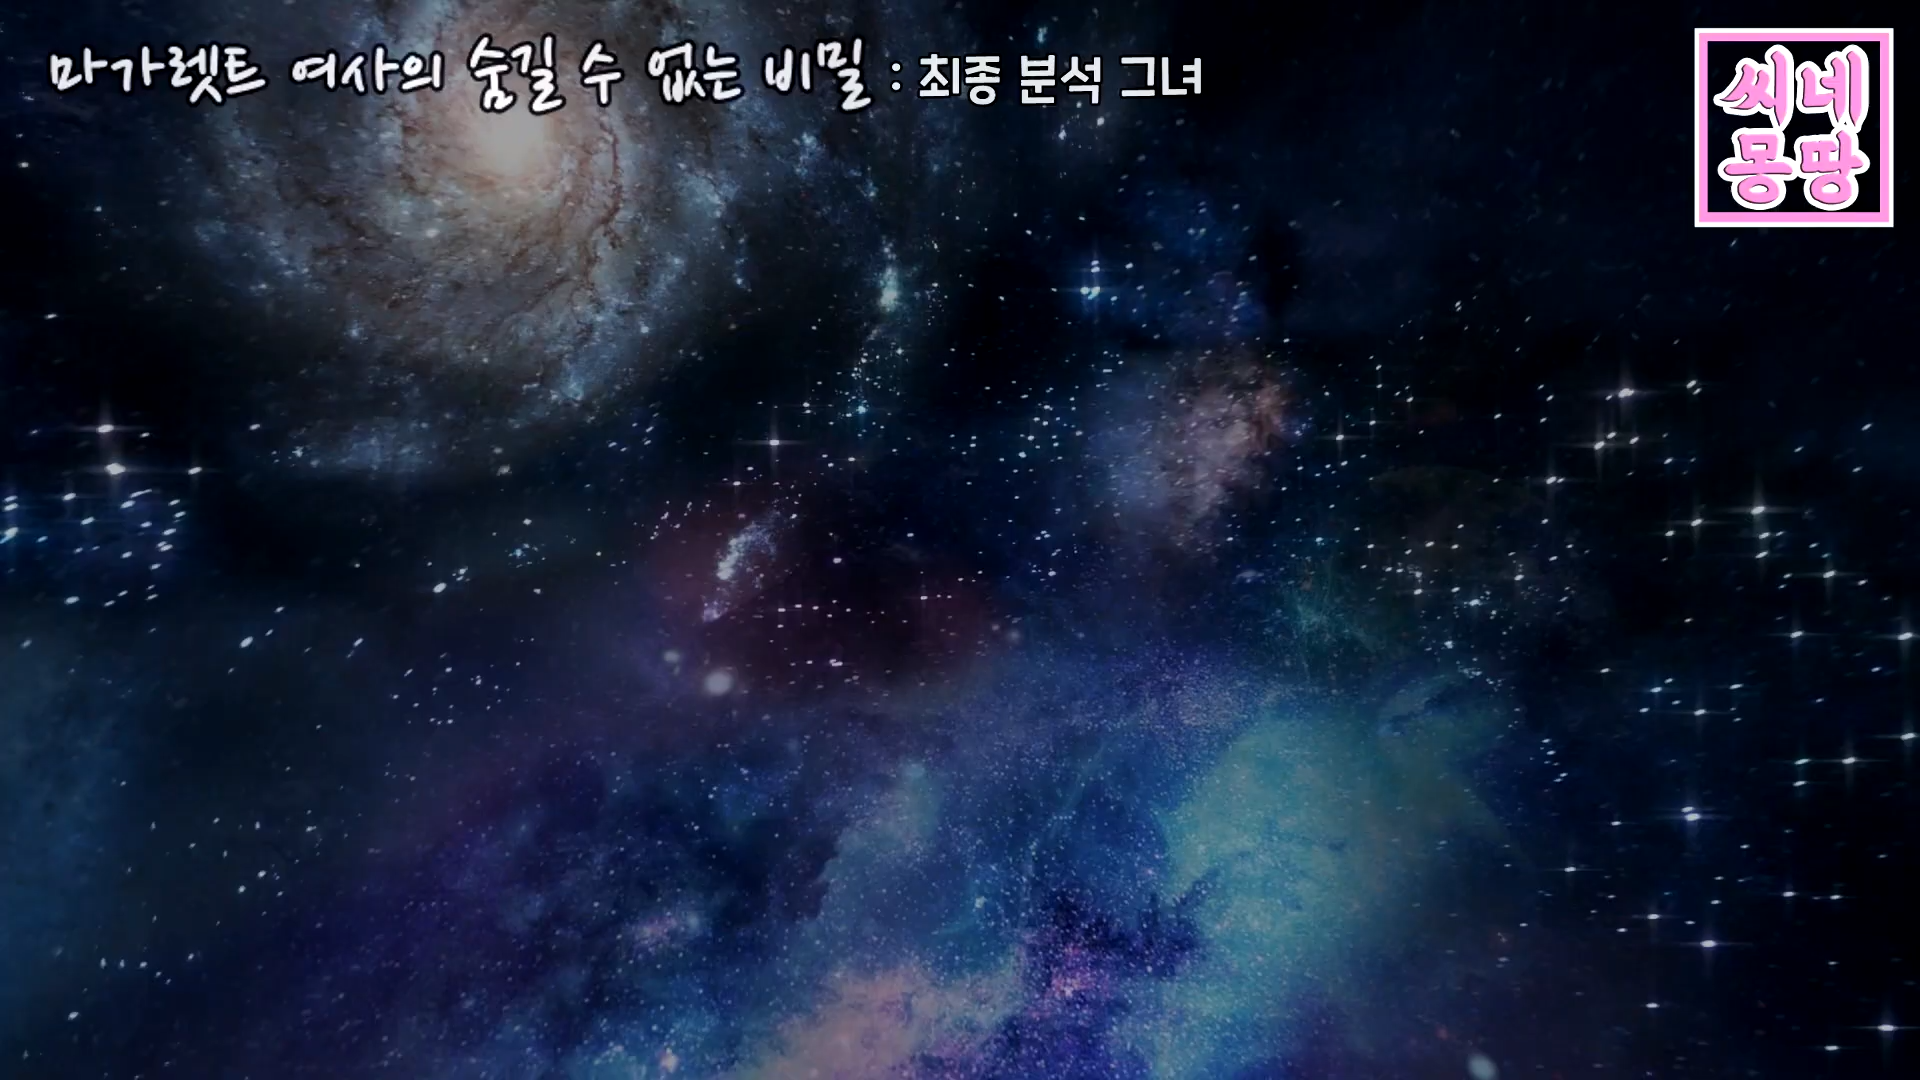 마가렛트 여사의 숨길 수 없는 비밀 : 최종 분석 그녀
씨네
몽땅